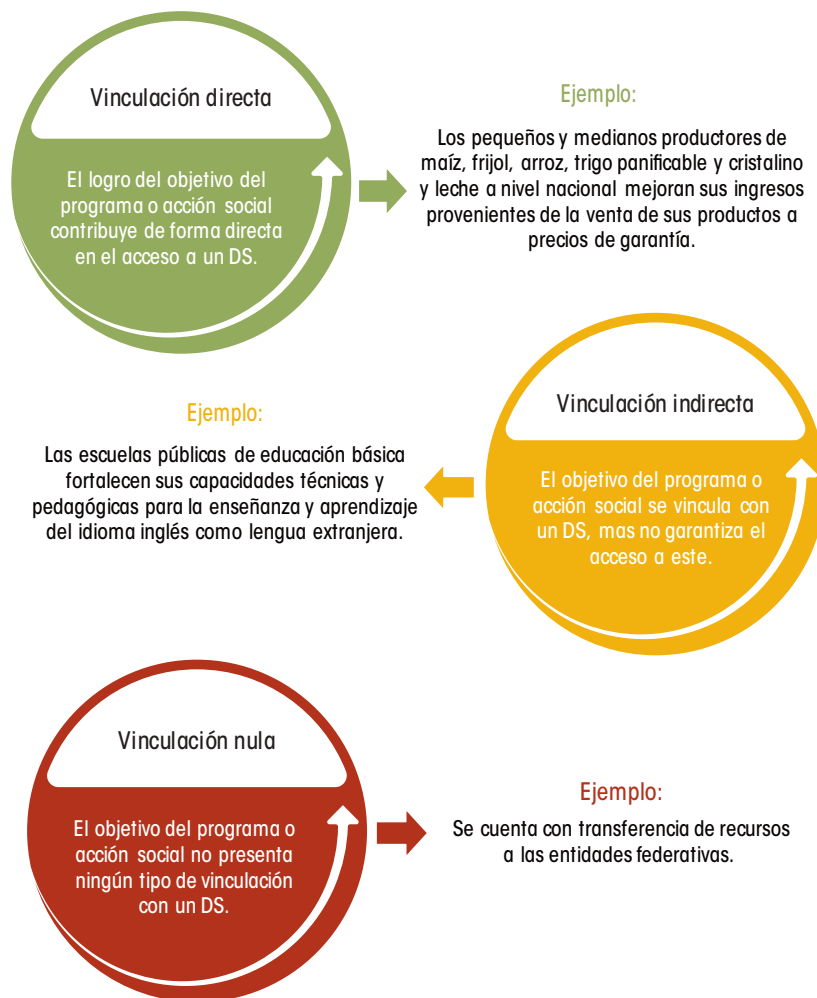 Vinculación directa
El logro del objetivo del
programa o acción social
contribuye de forma directa
en el acceso a un DS.
Ejemplo:
Los pequeños y medianos productores de
maíz, frijol, arroz, trigo panificable y cristalino
y leche a nivel nacional mejoran sus ingresos
provenientes de la venta de sus productos a
precios de garantía.
Ejemplo:
Las escuelas públicas de educación básica
fortalecen sus capacidades técnicas y
pedagógicas para la enseñanza y aprendizaje
del idioma inglés como lengua extranjera.
Vinculación indirecta
El objetivo del programa o
acción social se vincula con
un DS, mas no garantiza el
acceso a este.
Vinculación nula
El objetivo del programa o
acción social no presenta
ningún tipo de vinculación
con un DS.
Ejemplo:
Se cuenta con transferencia de recursos
a las entidades federativas.